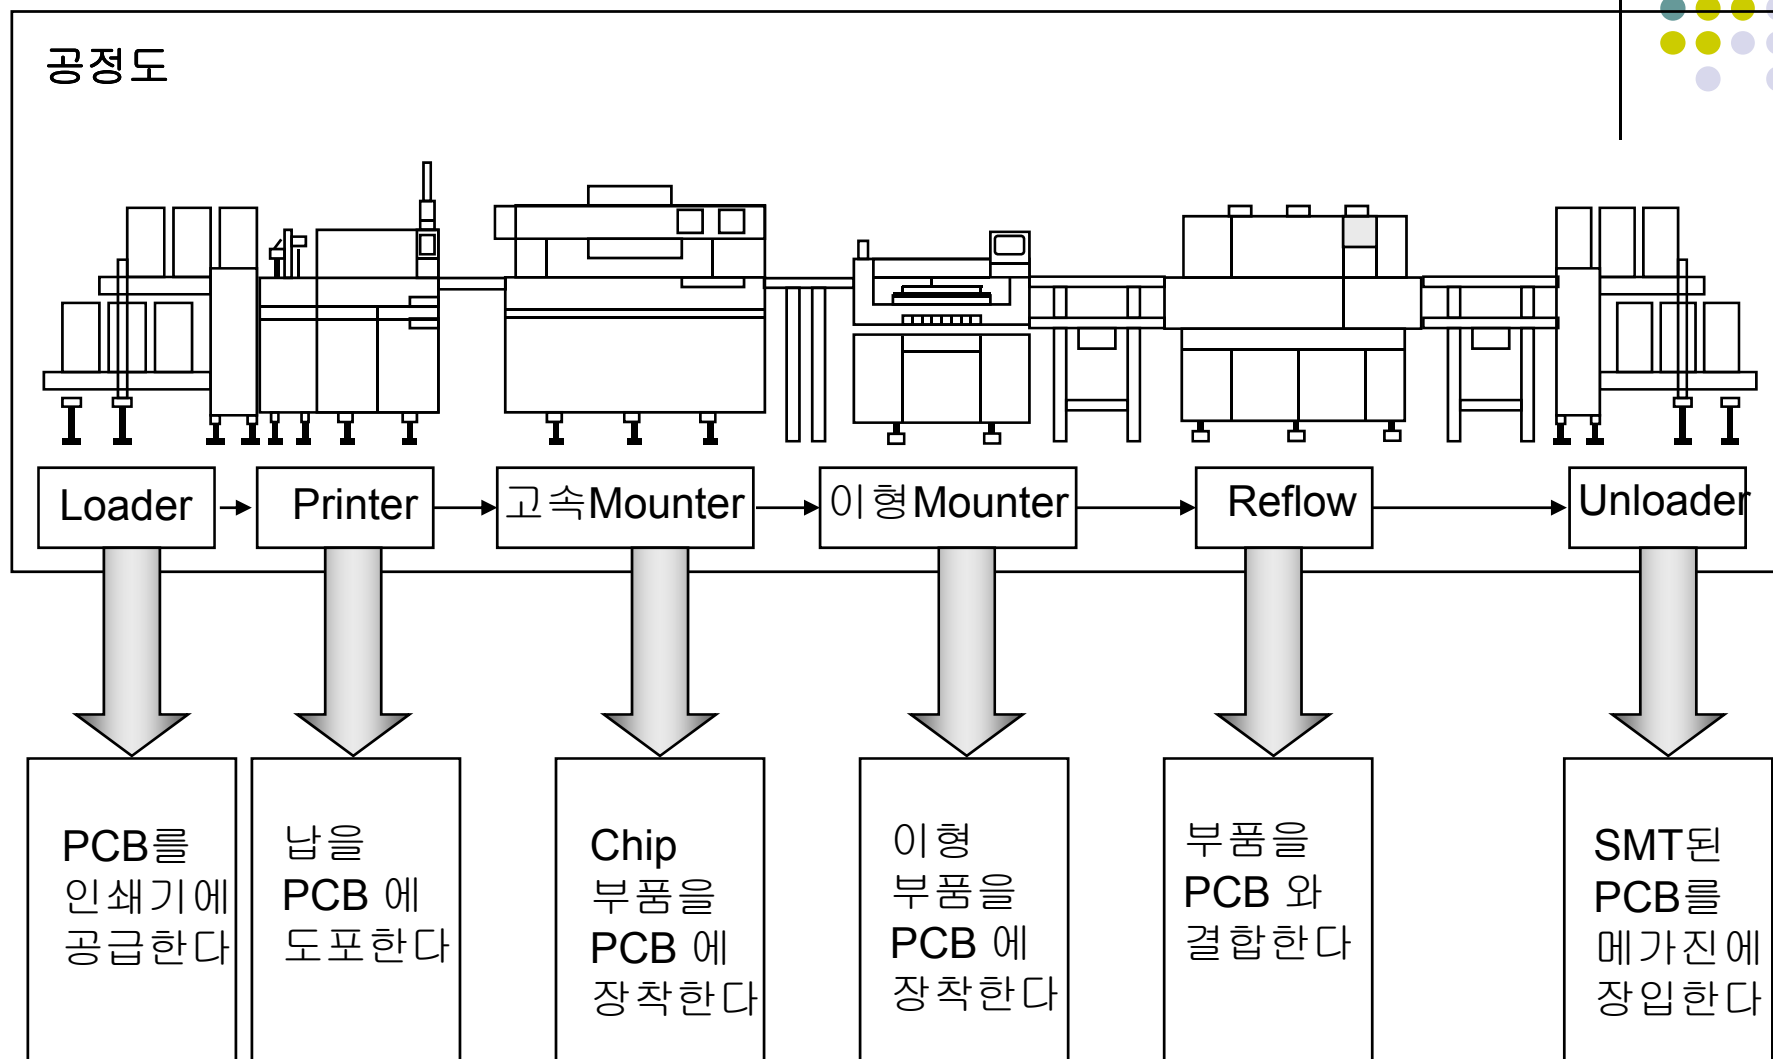 공정도
Loader
Printer
고속Mounter
이형Mounter
Reflow
Unloader
PCB를
인쇄기에
공급한다
납을
PCB 에
도포한다
Chip
부품을
PCB 에
장착한다
이형
부품을
PCB 에
장착한다
부품을
PCB 와
결합한다
SMT된
PCB를
메가진에
장입한다